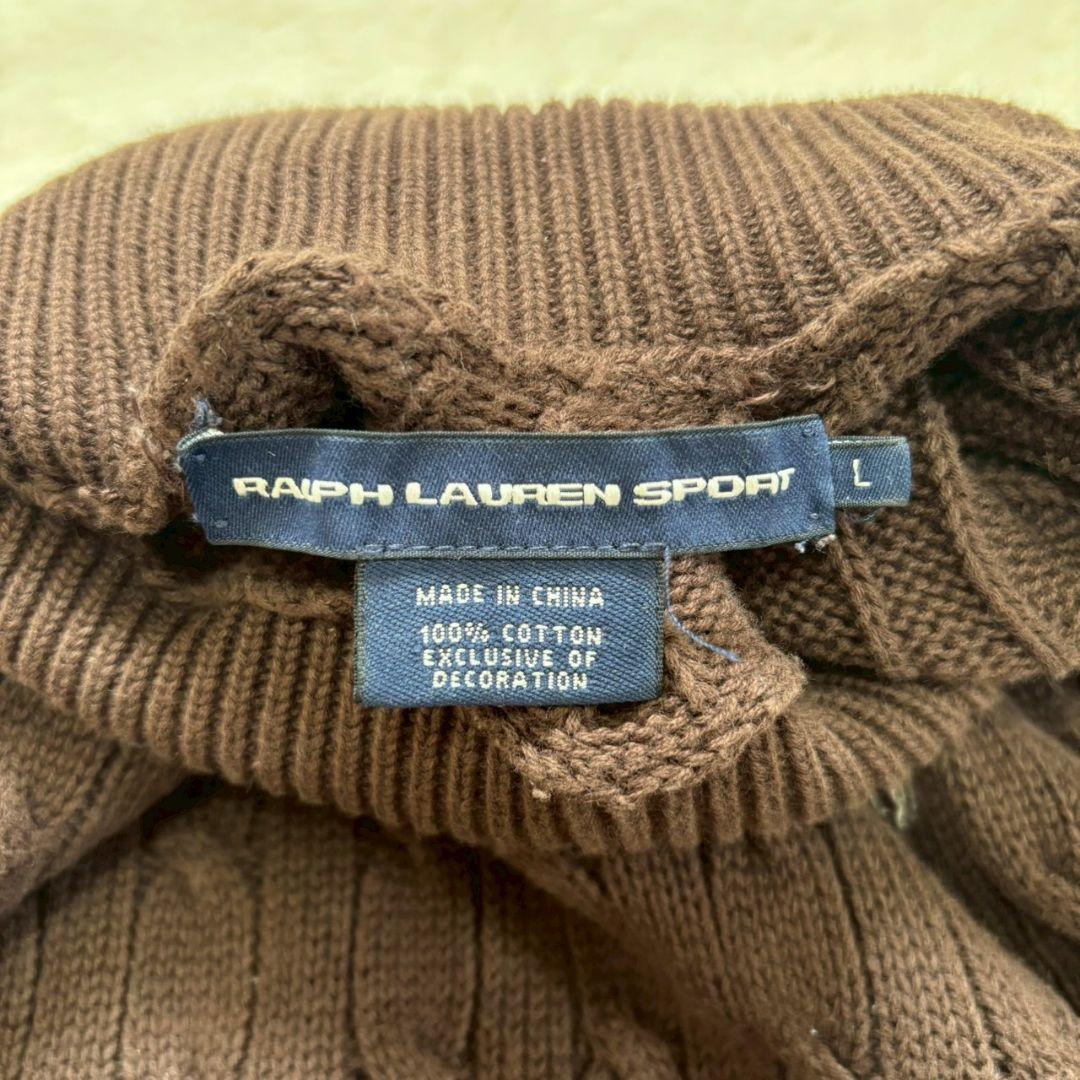 RALPH LAUREN SPORT
L
MADE IN CHINA
100% COTTON
EXCLUSIVE OF
DECORATION